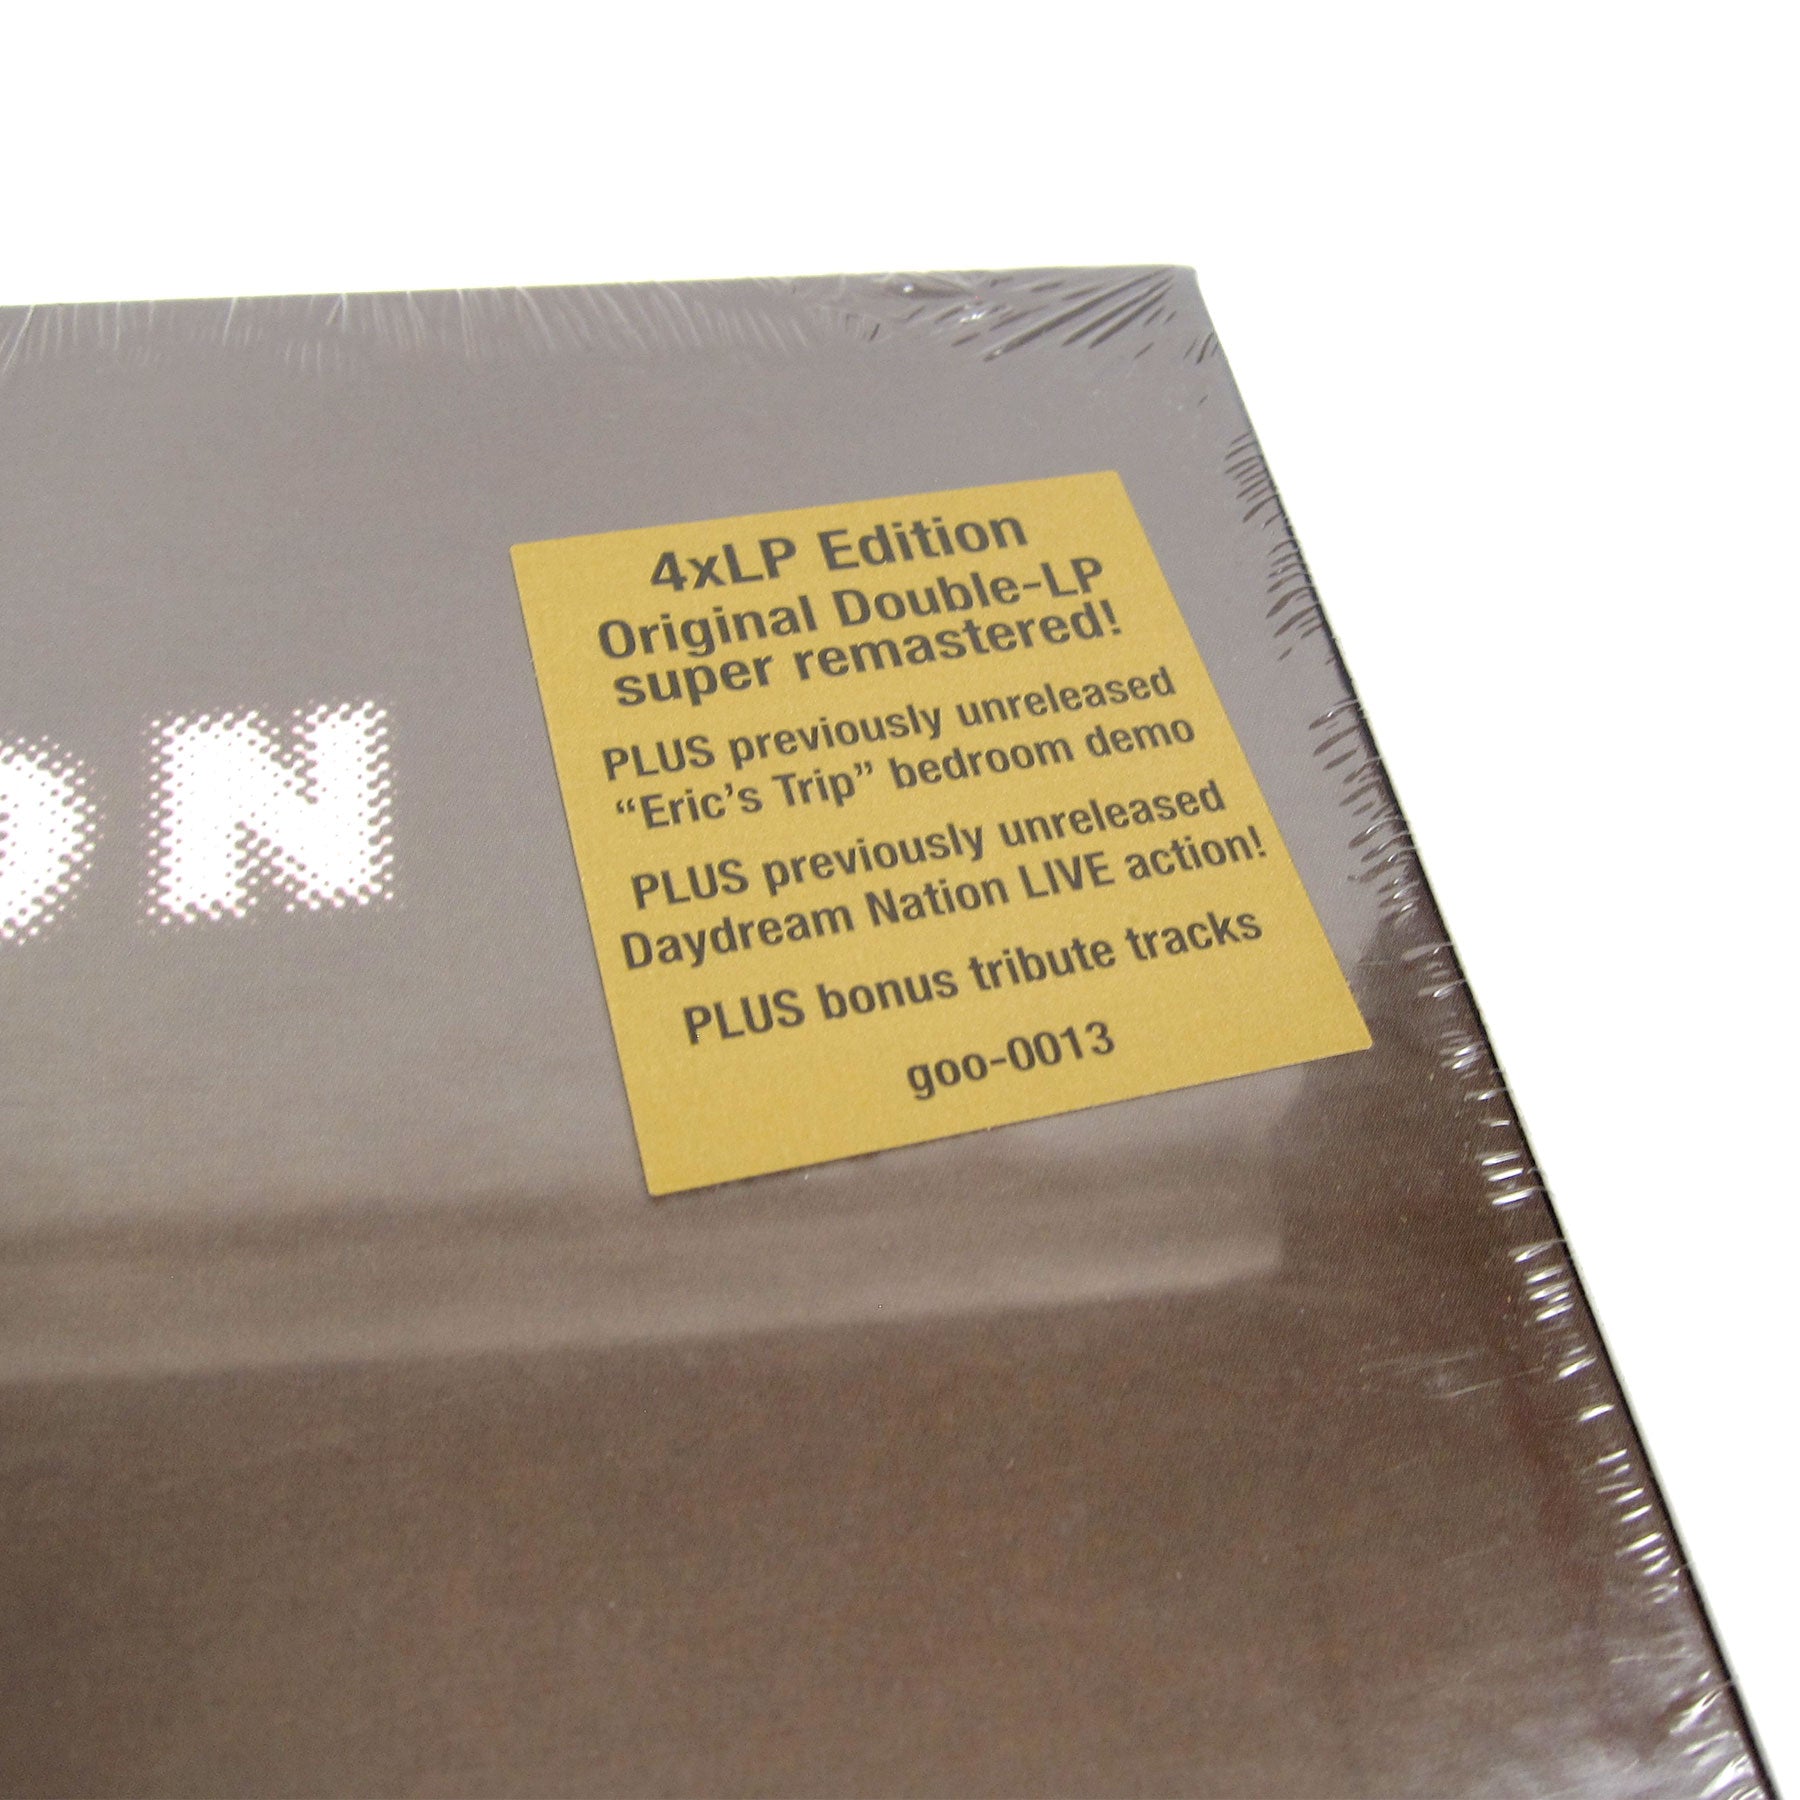 ON
4xLP Edition
Original Double-LP
super remastered!
PLUS previously unreleased
“Eric’s Trip” bedroom demo
PLUS previously unreleased
Daydream Nation LIVE action!
PLUS bonus tribute tracks
goo-0013